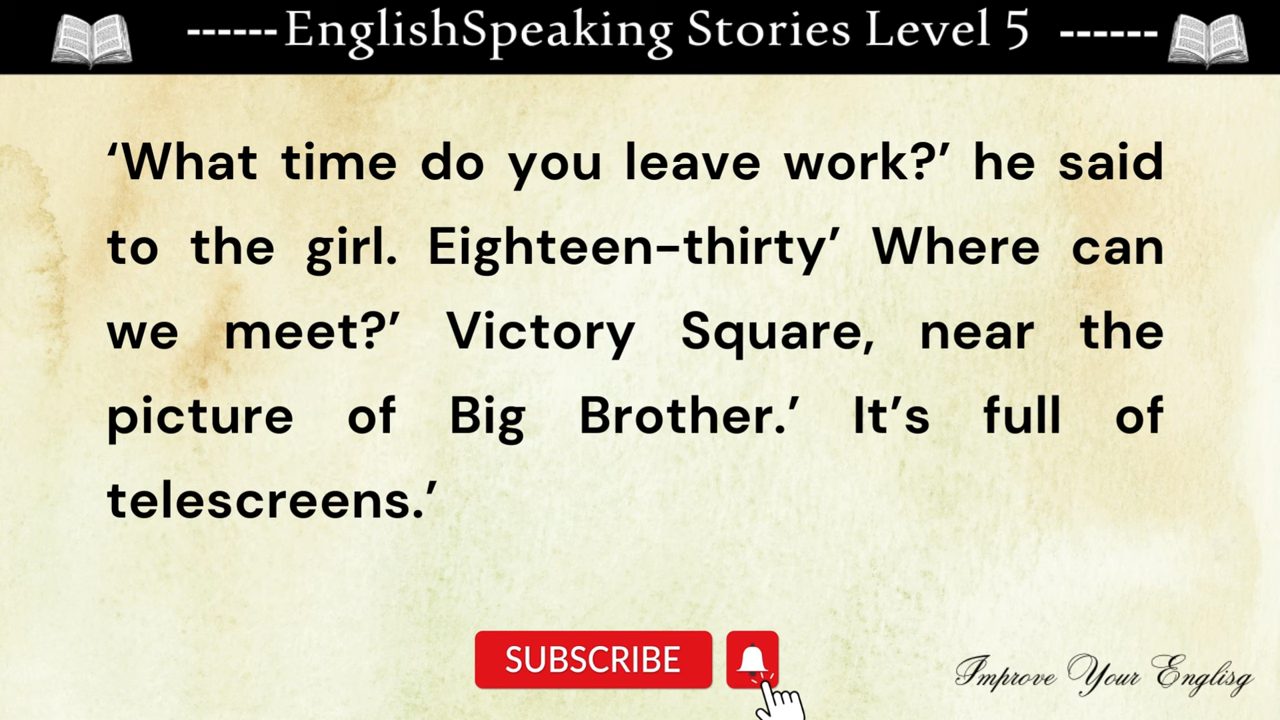 ------EnglishSpeaking Stories Level 5 ------
‘What time do you leave work?’ he said
to the girl. Eighteen-thirty’ Where can
we meet?’ Victory Square, near the
picture of Big Brother.’ It’s full of
telescreens.’
SUBSCRIBE
Improve Your Englisg